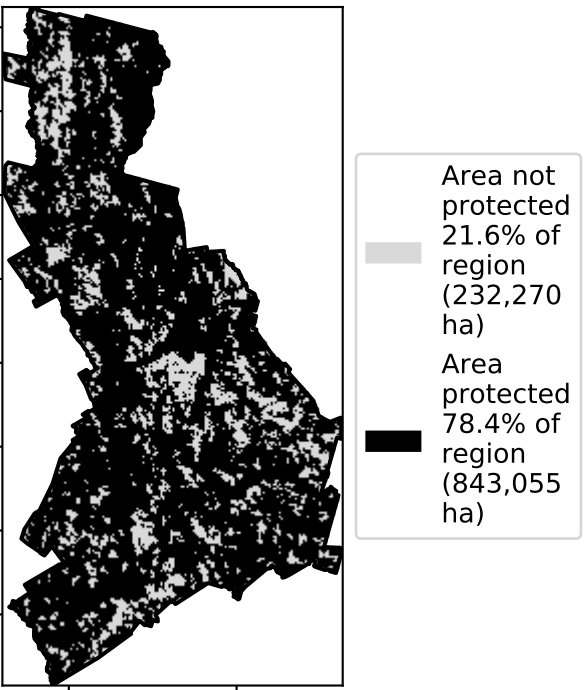 Area not
protected
21.6% of
region
(232,270
ha)
Area
protected
78.4% of
region
(843,055
ha)